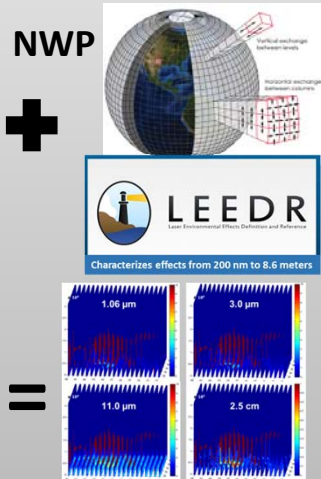 NWP
Vertical exchange
between levels
Horizontal exchange
between columns
+
LEEDR
Laser Environmental Effects Definition and Reference
Characterizes effects from 200 nm to 8.6 meters
=
1.06 µm
3.0 µm
11.0 µm
2.5 cm